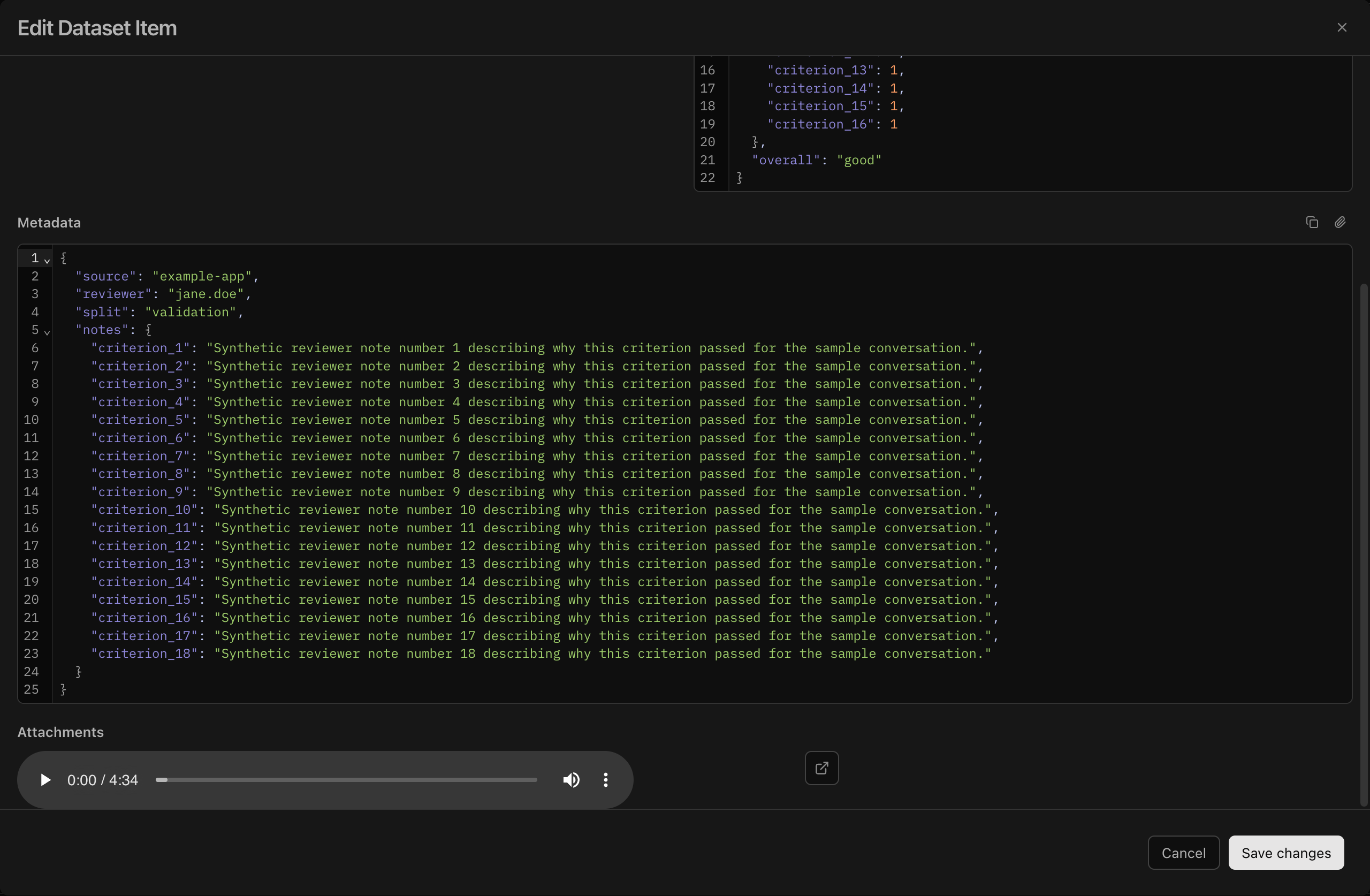 Edit Dataset Item
16 "criterion_13": 1,
17 "criterion_14": 1,
18 "criterion_15": 1,
19 "criterion_16": 1
20 },
21 "overall": "good"
22 }
Metadata
1 {
2 "source": "example-app",
3 "reviewer": "jane.doe",
4 "split": "validation",
5 "notes": {
6 "criterion_1": "Synthetic reviewer note number 1 describing why this criterion passed for the sample conversation.",
7 "criterion_2": "Synthetic reviewer note number 2 describing why this criterion passed for the sample conversation.",
8 "criterion_3": "Synthetic reviewer note number 3 describing why this criterion passed for the sample conversation.",
9 "criterion_4": "Synthetic reviewer note number 4 describing why this criterion passed for the sample conversation.",
10 "criterion_5": "Synthetic reviewer note number 5 describing why this criterion passed for the sample conversation.",
11 "criterion_6": "Synthetic reviewer note number 6 describing why this criterion passed for the sample conversation.",
12 "criterion_7": "Synthetic reviewer note number 7 describing why this criterion passed for the sample conversation.",
13 "criterion_8": "Synthetic reviewer note number 8 describing why this criterion passed for the sample conversation.",
14 "criterion_9": "Synthetic reviewer note number 9 describing why this criterion passed for the sample conversation.",
15 "criterion_10": "Synthetic reviewer note number 10 describing why this criterion passed for the sample conversation.",
16 "criterion_11": "Synthetic reviewer note number 11 describing why this criterion passed for the sample conversation.",
17 "criterion_12": "Synthetic reviewer note number 12 describing why this criterion passed for the sample conversation.",
18 "criterion_13": "Synthetic reviewer note number 13 describing why this criterion passed for the sample conversation.",
19 "criterion_14": "Synthetic reviewer note number 14 describing why this criterion passed for the sample conversation.",
20 "criterion_15": "Synthetic reviewer note number 15 describing why this criterion passed for the sample conversation.",
21 "criterion_16": "Synthetic reviewer note number 16 describing why this criterion passed for the sample conversation.",
22 "criterion_17": "Synthetic reviewer note number 17 describing why this criterion passed for the sample conversation.",
23 "criterion_18": "Synthetic reviewer note number 18 describing why this criterion passed for the sample conversation."
24 }
25 }
Attachments
0:00 / 4:34
Cancel
Save changes